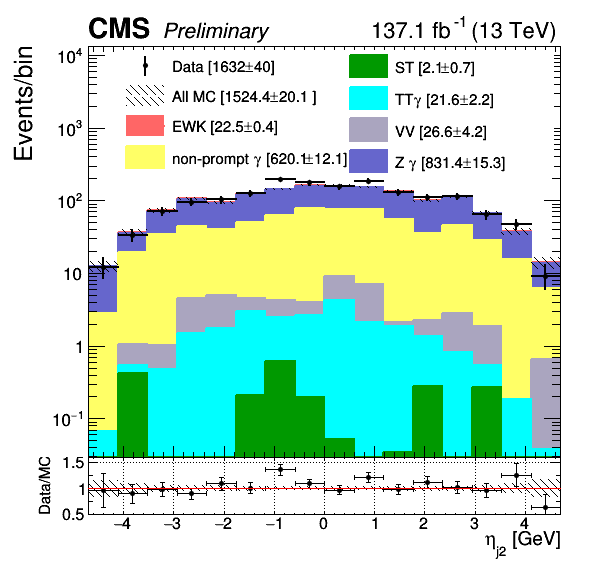 CMS Preliminary 137.1 fb⁻¹ (13 TeV)
Events/bin
10⁴
10³
10²
10
1
10⁻¹
Data [1632±40]
All MC [1524.4±20.1 ]
EWK [22.5±0.4]
non-prompt γ [620.1±12.1]
ST [2.1±0.7]
TTγ [21.6±2.2]
VV [26.6±4.2]
Z γ [831.4±15.3]
Data/MC
1.5
1
0.5
−4 −3 −2 −1 0 1 2 3 4
η_j2 [GeV]